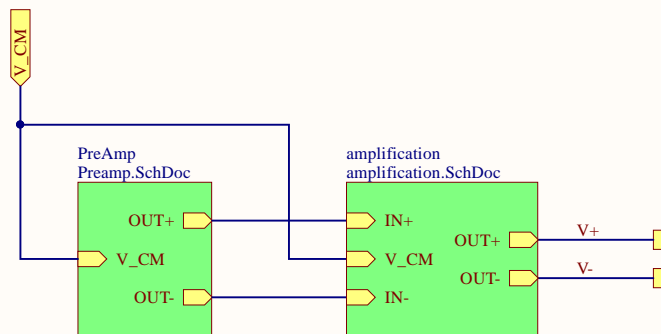 V_CM
PreAmp
Preamp.SchDoc
amplification
amplification.SchDoc
OUT+
V_CM
OUT-
IN+
V_CM
IN-
OUT+
OUT-
V+
V-